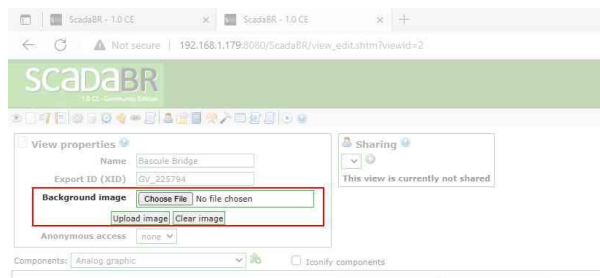 ScadaBR - 1.0 CE
ScadaBR - 1.0 CE
Not secure 192.168.1.179:8080/ScadaBR/view_edit.shtm?viewId=2
ScadaBR
1.0 CE - Community Edition
View properties
Name Bascule Bridge
Export ID (XID) GV_225794
Background image Choose File No file chosen
Upload image Clear image
Anonymous access none
Sharing
This view is currently not shared
Components: Analog graphic Iconify components